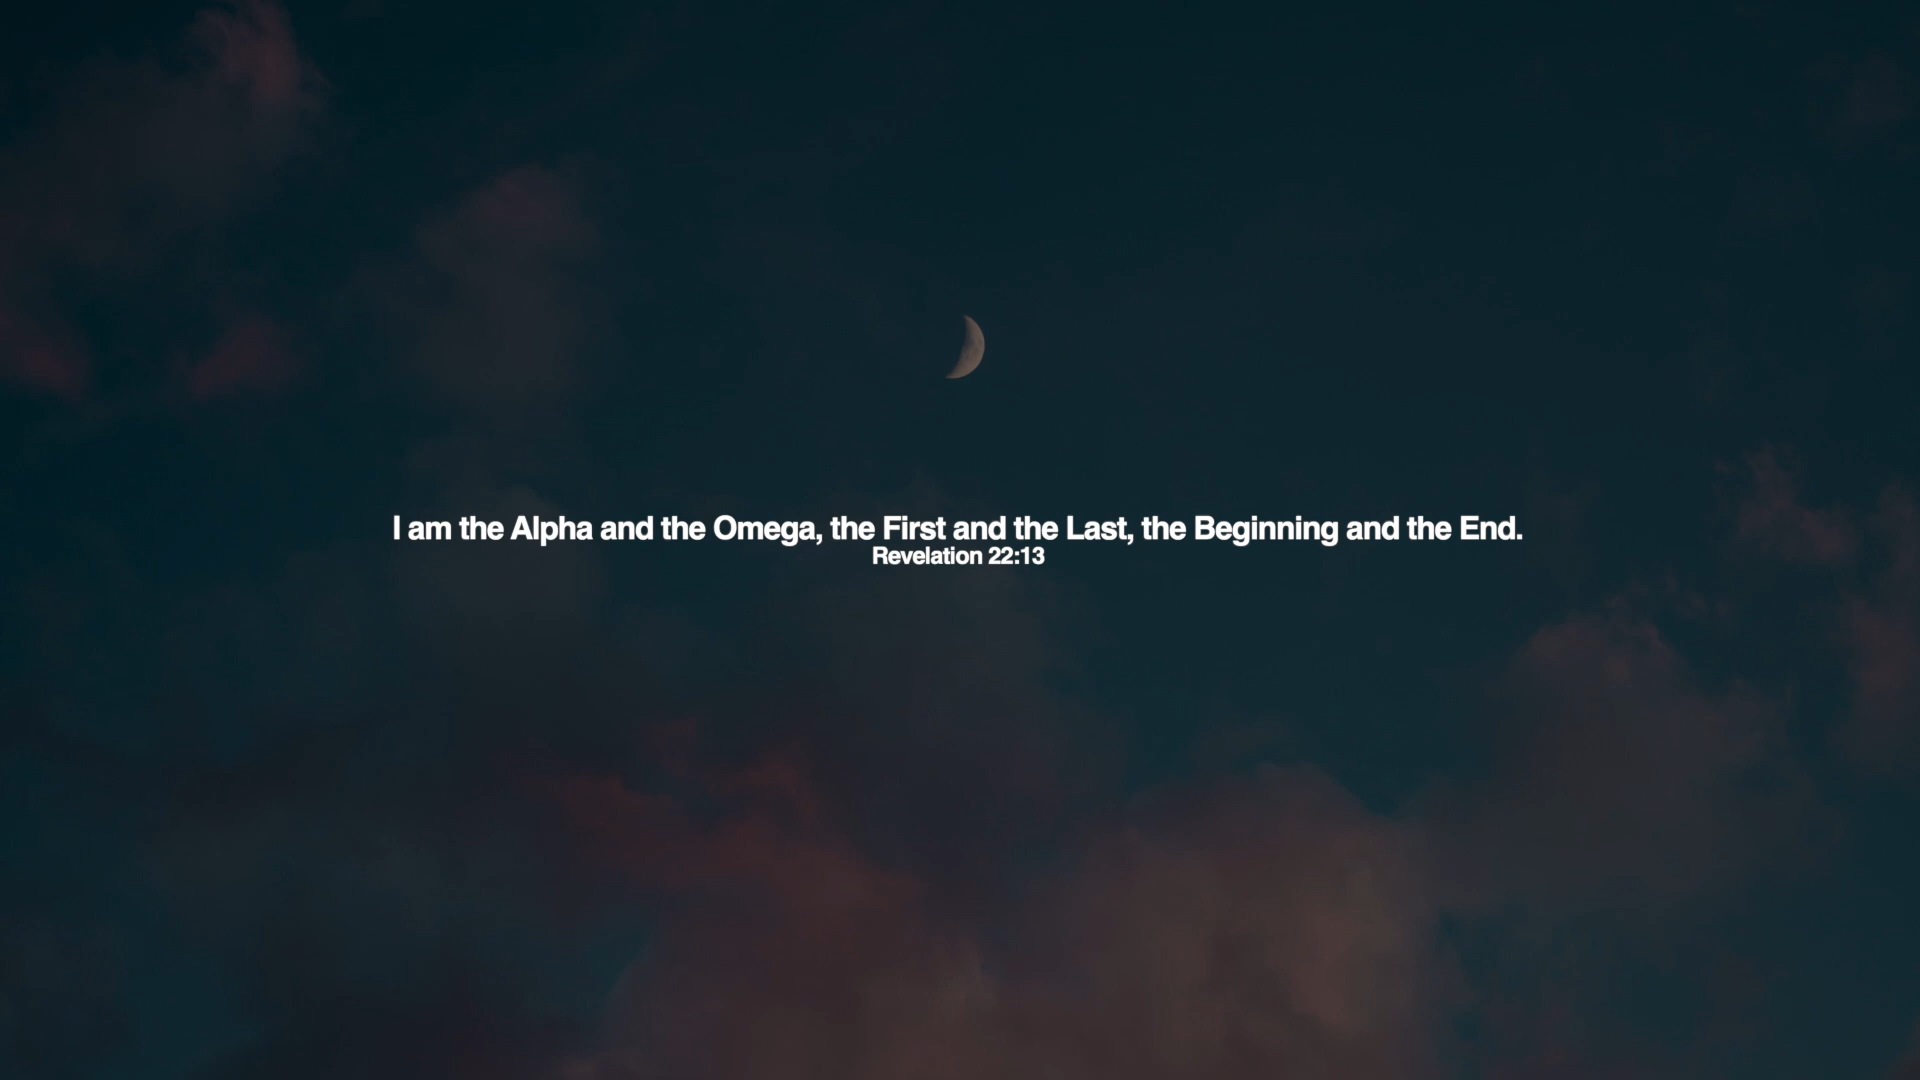 I am the Alpha and the Omega, the First and the Last, the Beginning and the End.
Revelation 22:13